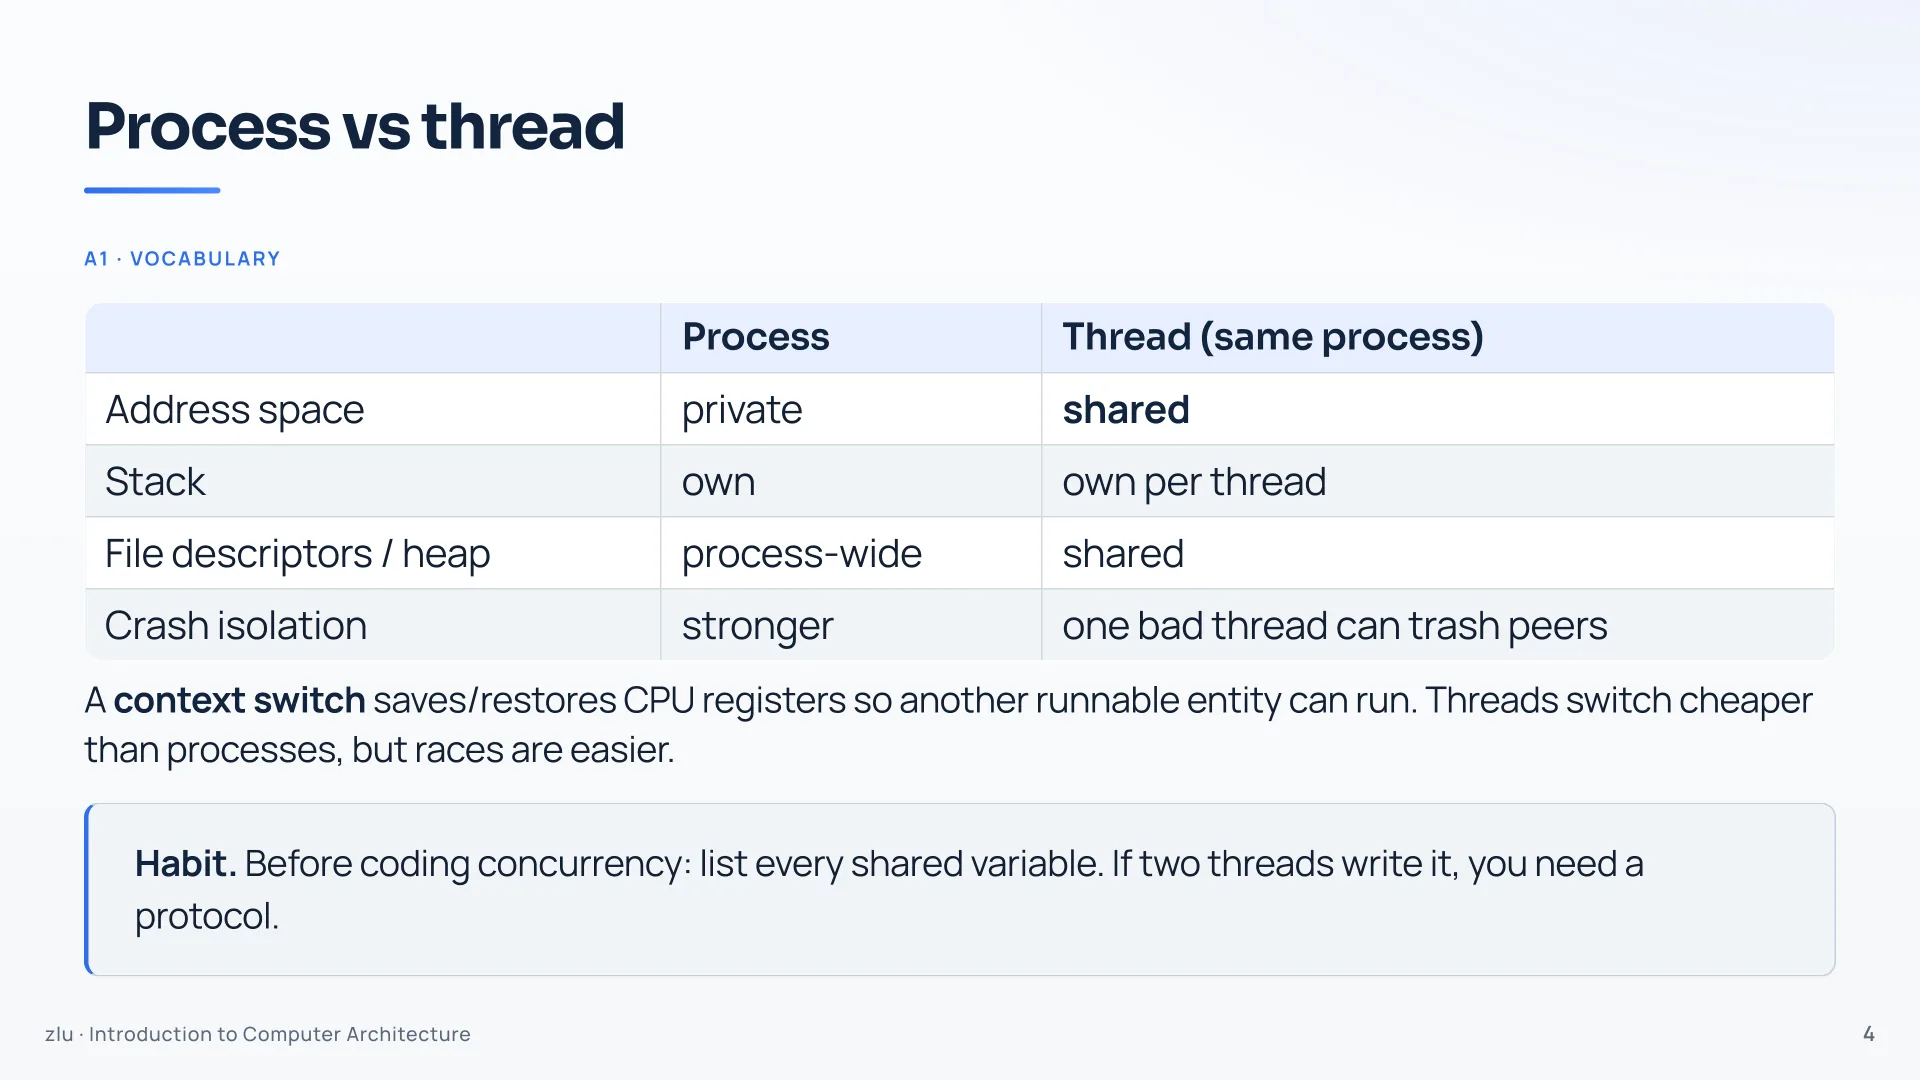 Process vs thread
A1 · VOCABULARY
Process Thread (same process)
Address space private shared
Stack own own per thread
File descriptors / heap process-wide shared
Crash isolation stronger one bad thread can trash peers
A context switch saves/restores CPU registers so another runnable entity can run. Threads switch cheaper
than processes, but races are easier.
Habit. Before coding concurrency: list every shared variable. If two threads write it, you need a
protocol.
zlu · Introduction to Computer Architecture
4